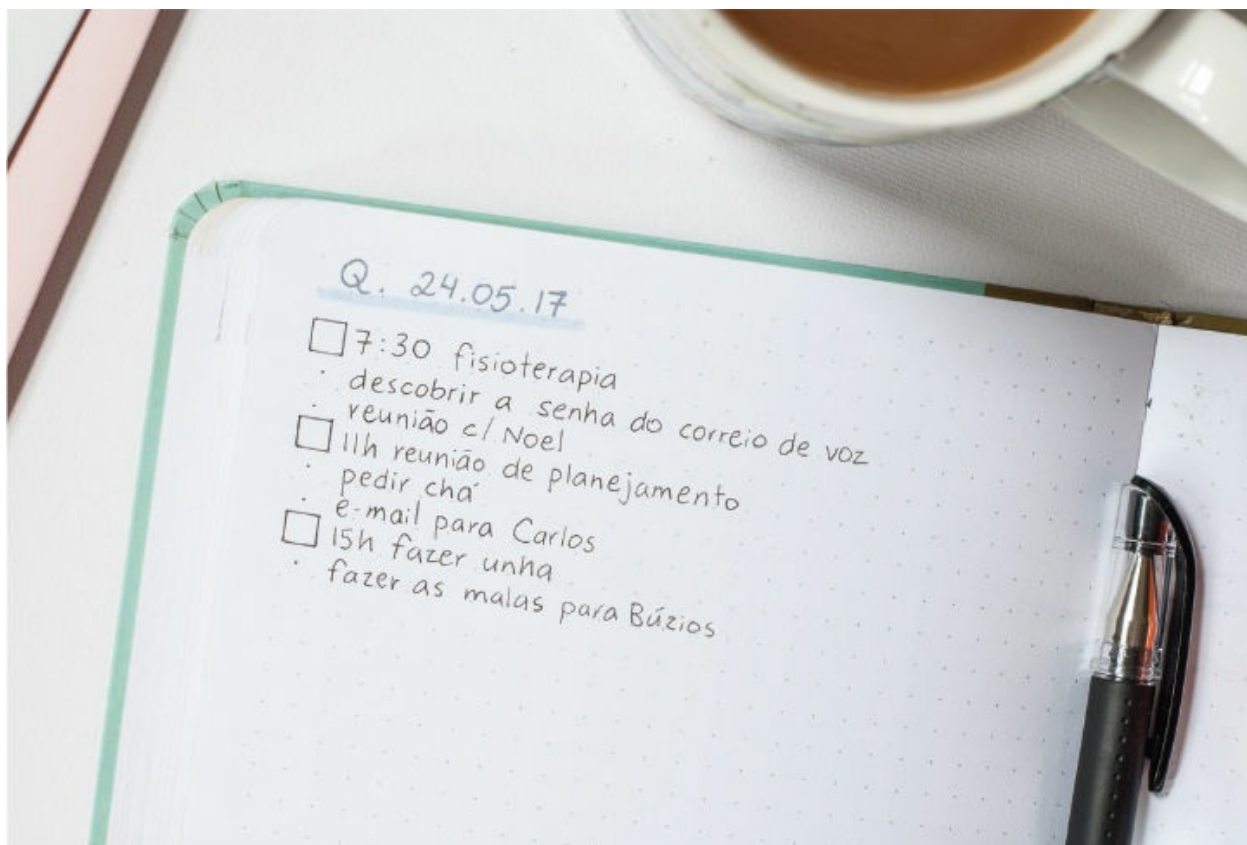 Q. 24.05.17
7:30 fisioterapia
· descobrir a senha do correio de voz
· reunião c/ Noel
11h reunião de planejamento
· pedir chá
· e-mail para Carlos
15h fazer unha
· fazer as malas para Búzios